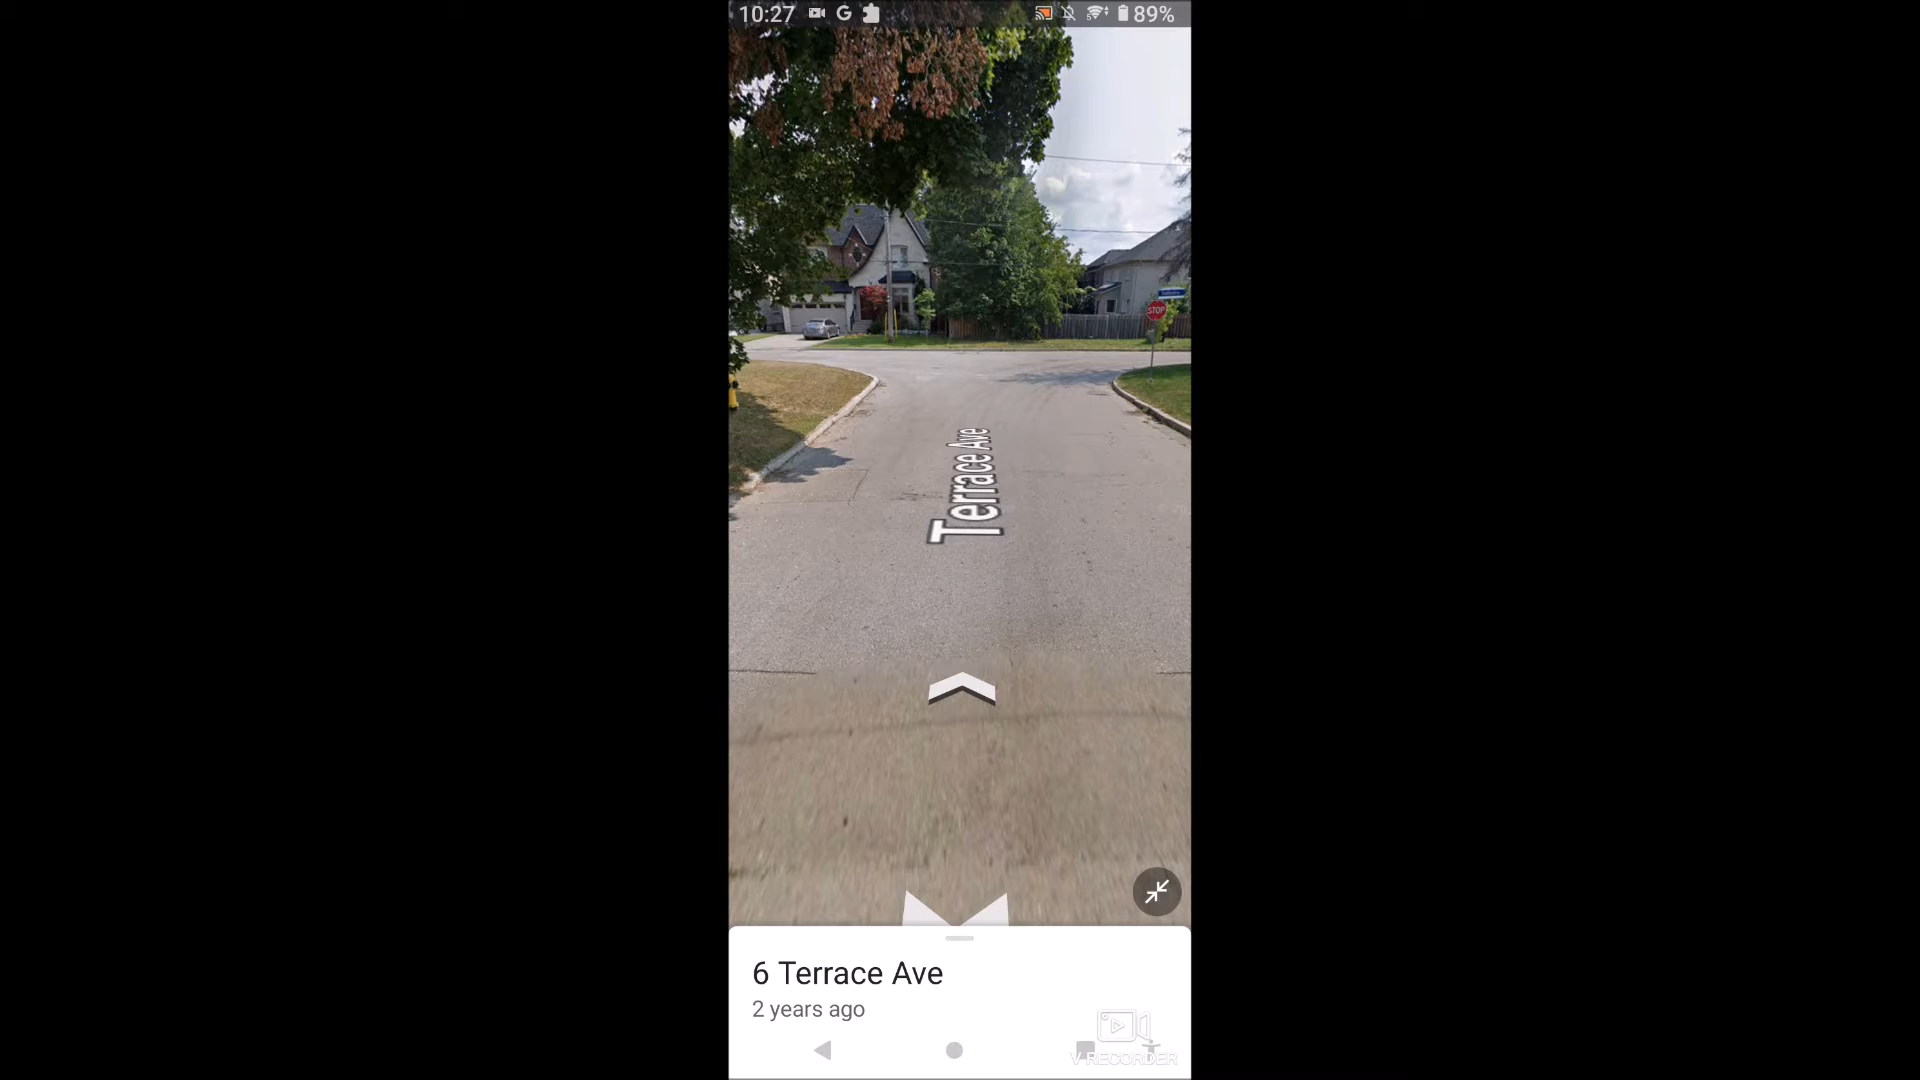 10:27 G 89%
STOP
Terrace Ave
6 Terrace Ave
2 years ago
V RECORDER